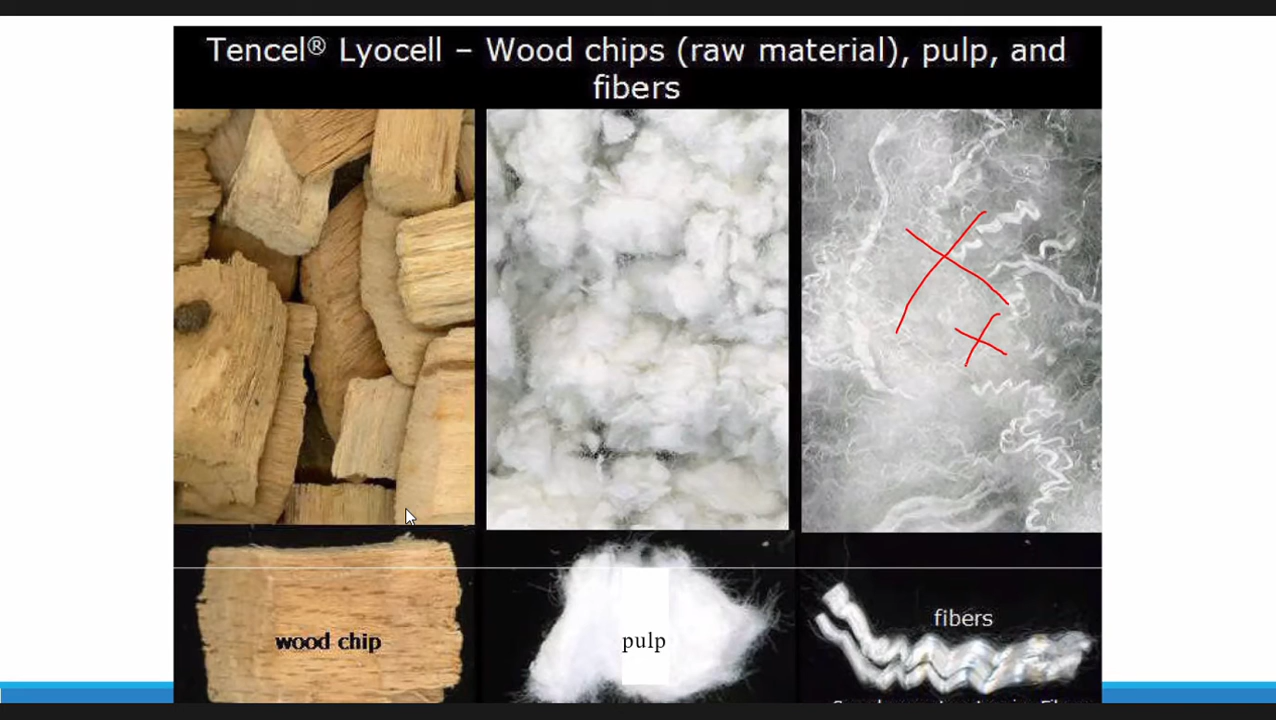 Tencel® Lyocell – Wood chips (raw material), pulp, and
fibers
wood chip
pulp
fibers